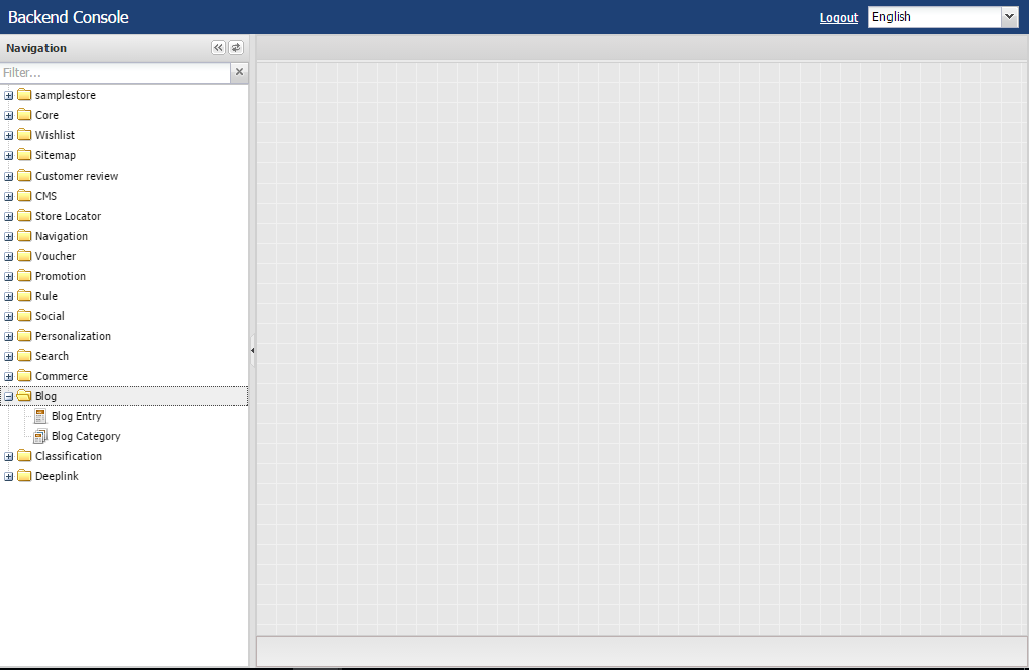 Backend Console
Logout
English
Navigation
Filter...
samplestore
Core
Wishlist
Sitemap
Customer review
CMS
Store Locator
Navigation
Voucher
Promotion
Rule
Social
Personalization
Search
Commerce
Blog
Blog Entry
Blog Category
Classification
Deeplink